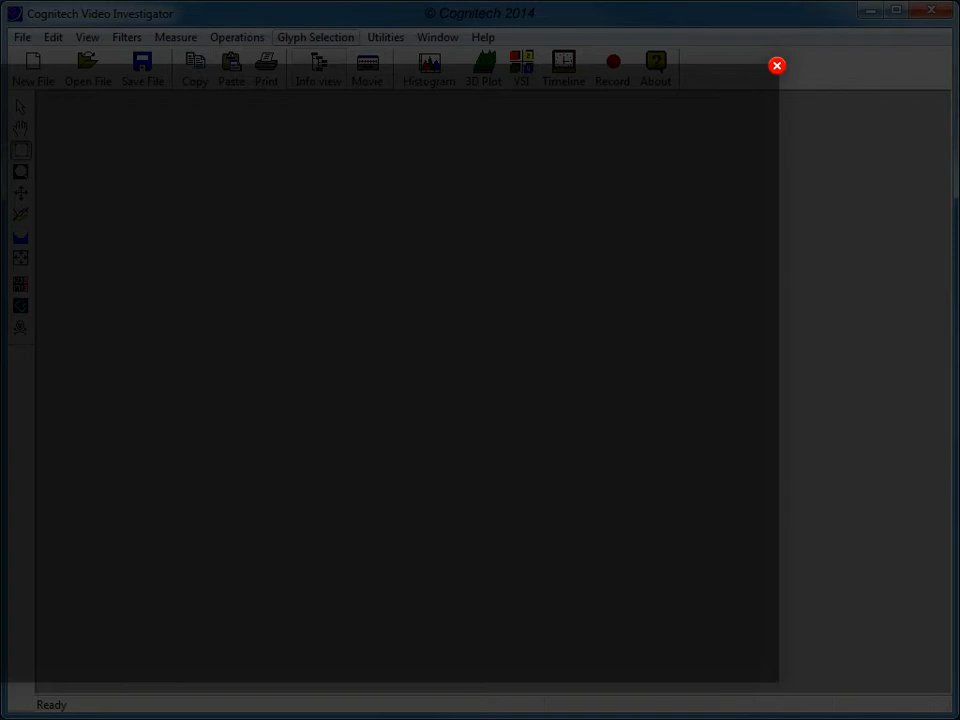 Cognitech Video Investigator
© Cognitech 2014
File Edit View Filters Measure Operations Glyph Selection Utilities Window Help
New File Open File Save File Copy Paste Print Info view Movie Histogram 3D Plot VSI Timeline Record About
Ready